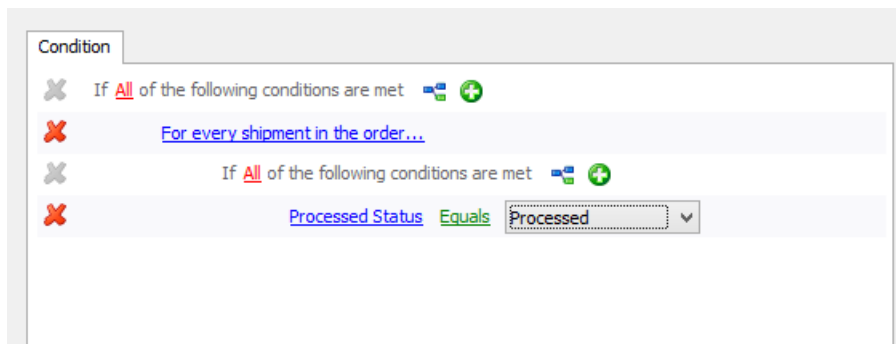 Condition
If All of the following conditions are met
For every shipment in the order...
If All of the following conditions are met
Processed Status Equals Processed